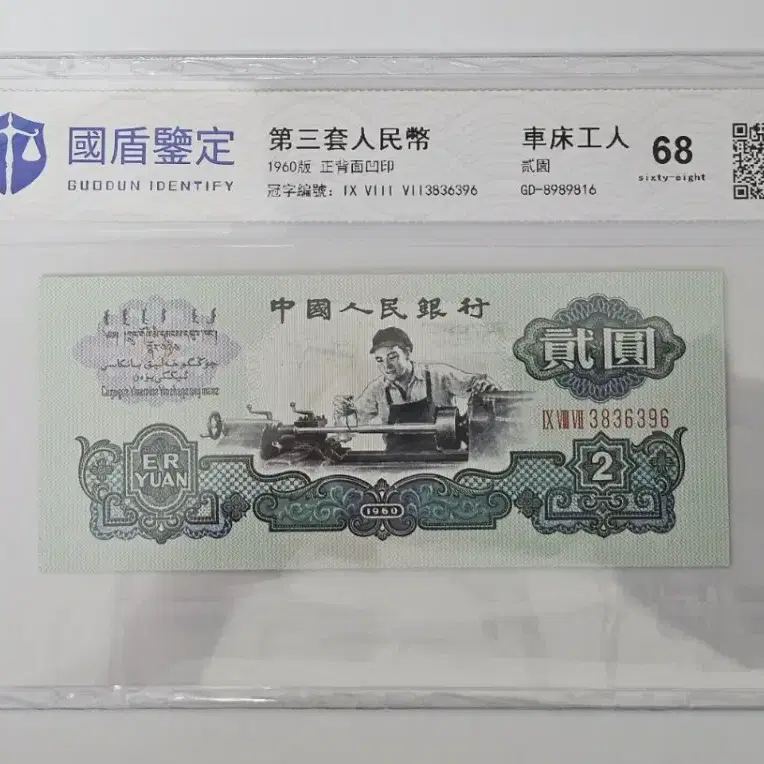 國盾鑒定
GUODUN IDENTIFY
第三套人民幣
1960版 正背面凹印
冠字編號: IX VIII VII3836396
車床工人
貳圓
GD-8989816
68
sixty-eight
中國人民銀行
貳圓
IX VIII VII 3836396
ER
YUAN
1960
2